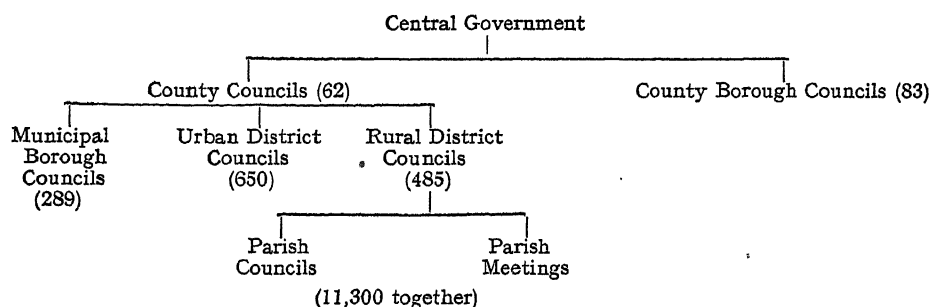 Central Government
County Councils (62)
County Borough Councils (83)
Municipal
Borough
Councils
(289)
Urban District
Councils
(650)
Rural District
Councils
(485)
Parish
Councils
Parish
Meetings
(11,300 together)